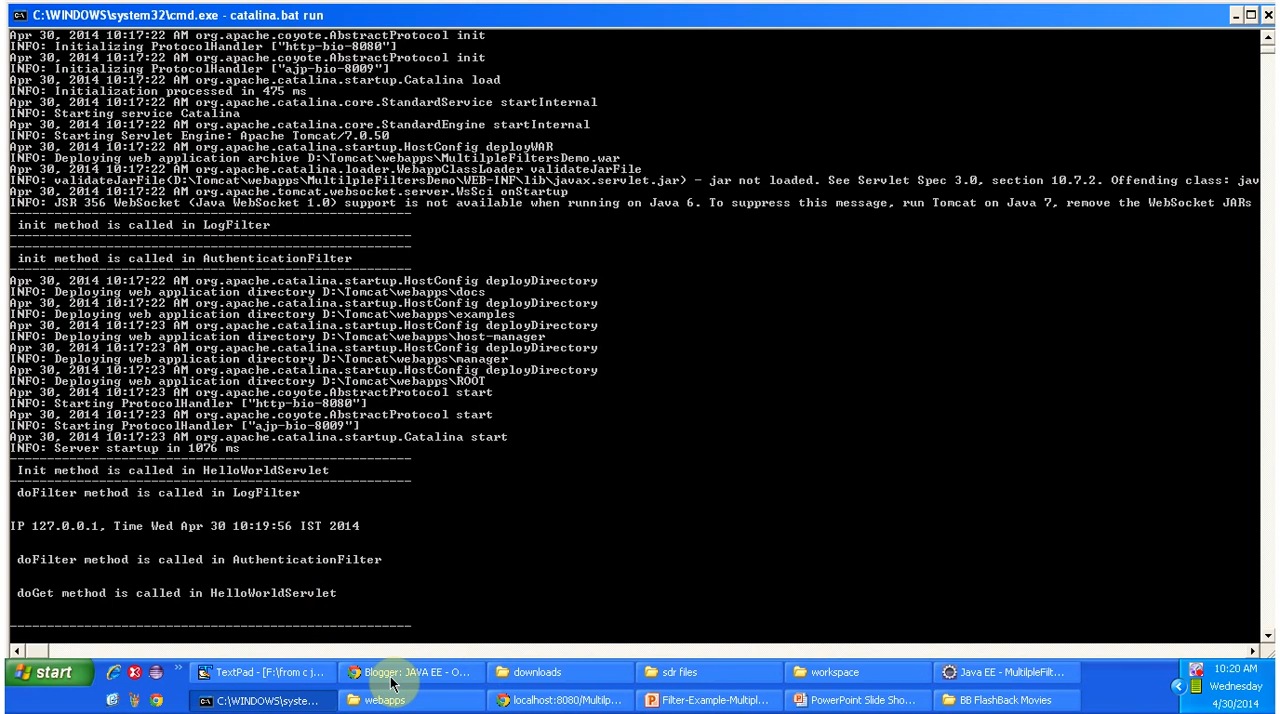 C:\WINDOWS\system32\cmd.exe - catalina.bat run
Apr 30, 2014 10:17:22 AM org.apache.coyote.AbstractProtocol init
INFO: Initializing ProtocolHandler ["http-bio-8080"]
Apr 30, 2014 10:17:22 AM org.apache.coyote.AbstractProtocol init
INFO: Initializing ProtocolHandler ["ajp-bio-8009"]
Apr 30, 2014 10:17:22 AM org.apache.catalina.startup.Catalina load
INFO: Initialization processed in 475 ms
Apr 30, 2014 10:17:22 AM org.apache.catalina.core.StandardService startInternal
INFO: Starting service Catalina
Apr 30, 2014 10:17:22 AM org.apache.catalina.core.StandardEngine startInternal
INFO: Starting Servlet Engine: Apache Tomcat/7.0.50
Apr 30, 2014 10:17:22 AM org.apache.catalina.startup.HostConfig deployWAR
INFO: Deploying web application archive D:\Tomcat\webapps\MultilpleFiltersDemo.war
Apr 30, 2014 10:17:22 AM org.apache.catalina.loader.WebappClassLoader validateJarFile
INFO: validateJarFile(D:\Tomcat\webapps\MultilpleFiltersDemo\WEB-INF\lib\javax.servlet.jar) - jar not loaded. See Servlet Spec 3.0, section 10.7.2. Offending class: jav
Apr 30, 2014 10:17:22 AM org.apache.tomcat.websocket.server.WsSci onStartup
INFO: JSR 356 WebSocket (Java WebSocket 1.0) support is not available when running on Java 6. To suppress this message, run Tomcat on Java 7, remove the WebSocket JARs
-----------------------------------------------------
init method is called in LogFilter
-----------------------------------------------------
-----------------------------------------------------
init method is called in AuthenticationFilter
-----------------------------------------------------
Apr 30, 2014 10:17:22 AM org.apache.catalina.startup.HostConfig deployDirectory
INFO: Deploying web application directory D:\Tomcat\webapps\docs
Apr 30, 2014 10:17:22 AM org.apache.catalina.startup.HostConfig deployDirectory
INFO: Deploying web application directory D:\Tomcat\webapps\examples
Apr 30, 2014 10:17:23 AM org.apache.catalina.startup.HostConfig deployDirectory
INFO: Deploying web application directory D:\Tomcat\webapps\host-manager
Apr 30, 2014 10:17:23 AM org.apache.catalina.startup.HostConfig deployDirectory
INFO: Deploying web application directory D:\Tomcat\webapps\manager
Apr 30, 2014 10:17:23 AM org.apache.catalina.startup.HostConfig deployDirectory
INFO: Deploying web application directory D:\Tomcat\webapps\ROOT
Apr 30, 2014 10:17:23 AM org.apache.coyote.AbstractProtocol start
INFO: Starting ProtocolHandler ["http-bio-8080"]
Apr 30, 2014 10:17:23 AM org.apache.coyote.AbstractProtocol start
INFO: Starting ProtocolHandler ["ajp-bio-8009"]
Apr 30, 2014 10:17:23 AM org.apache.catalina.startup.Catalina start
INFO: Server startup in 1076 ms
-----------------------------------------------------
Init method is called in HelloWorldServlet
-----------------------------------------------------
doFilter method is called in LogFilter
IP 127.0.0.1, Time Wed Apr 30 10:19:56 IST 2014
doFilter method is called in AuthenticationFilter
doGet method is called in HelloWorldServlet
-----------------------------------------------------
start
TextPad - [F:\from c j...
Blogger: JAVA EE - O...
downloads
sdr files
workspace
Java EE - MultilpleFilt...
10:20 AM
C:\WINDOWS\syste...
webapps
localhost:8080/Multilp...
Filter-Example-Multipl...
PowerPoint Slide Sho...
BB FlashBack Movies
Wednesday
4/30/2014